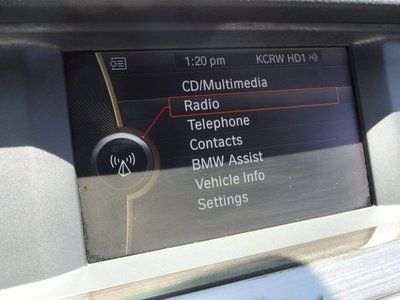 1:20 pm KCRW HD1
CD/Multimedia
Radio
Telephone
Contacts
BMW Assist
Vehicle Info
Settings